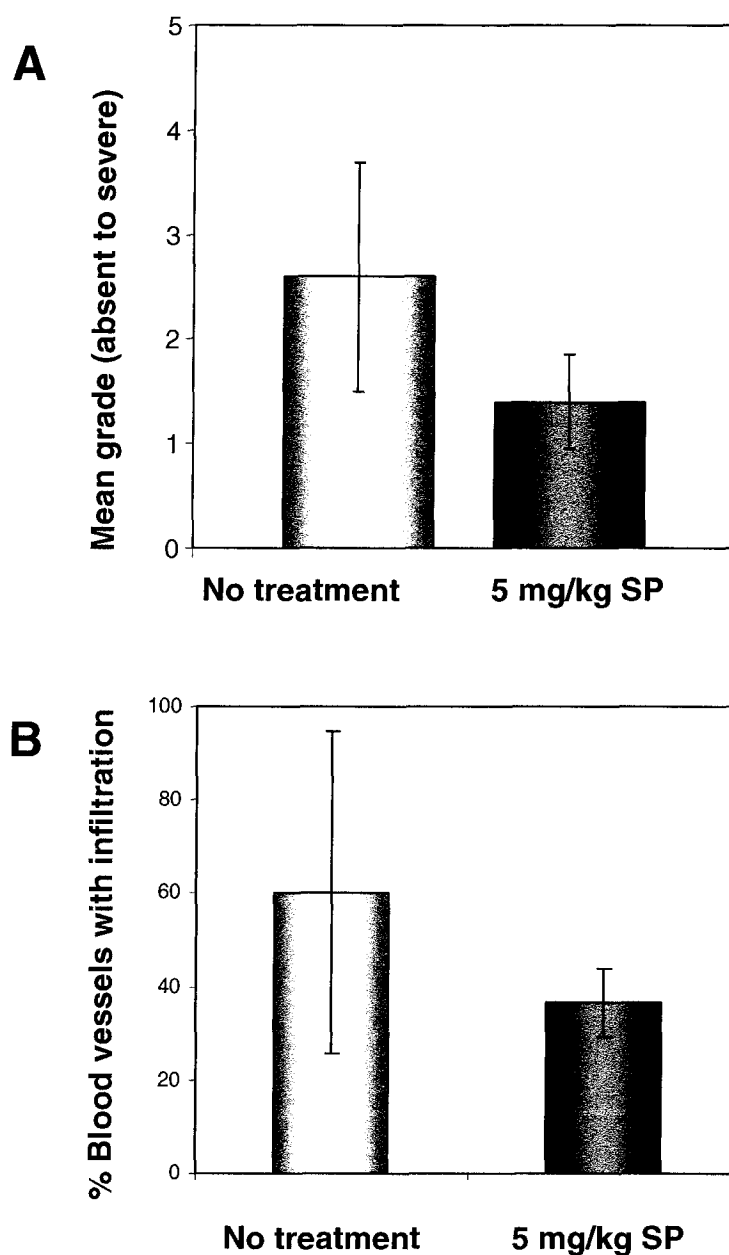 A
Mean grade (absent to severe)
5
4
3
2
1
0
No treatment 5 mg/kg SP
B
% Blood vessels with infiltration
100
80
60
40
20
0
No treatment 5 mg/kg SP